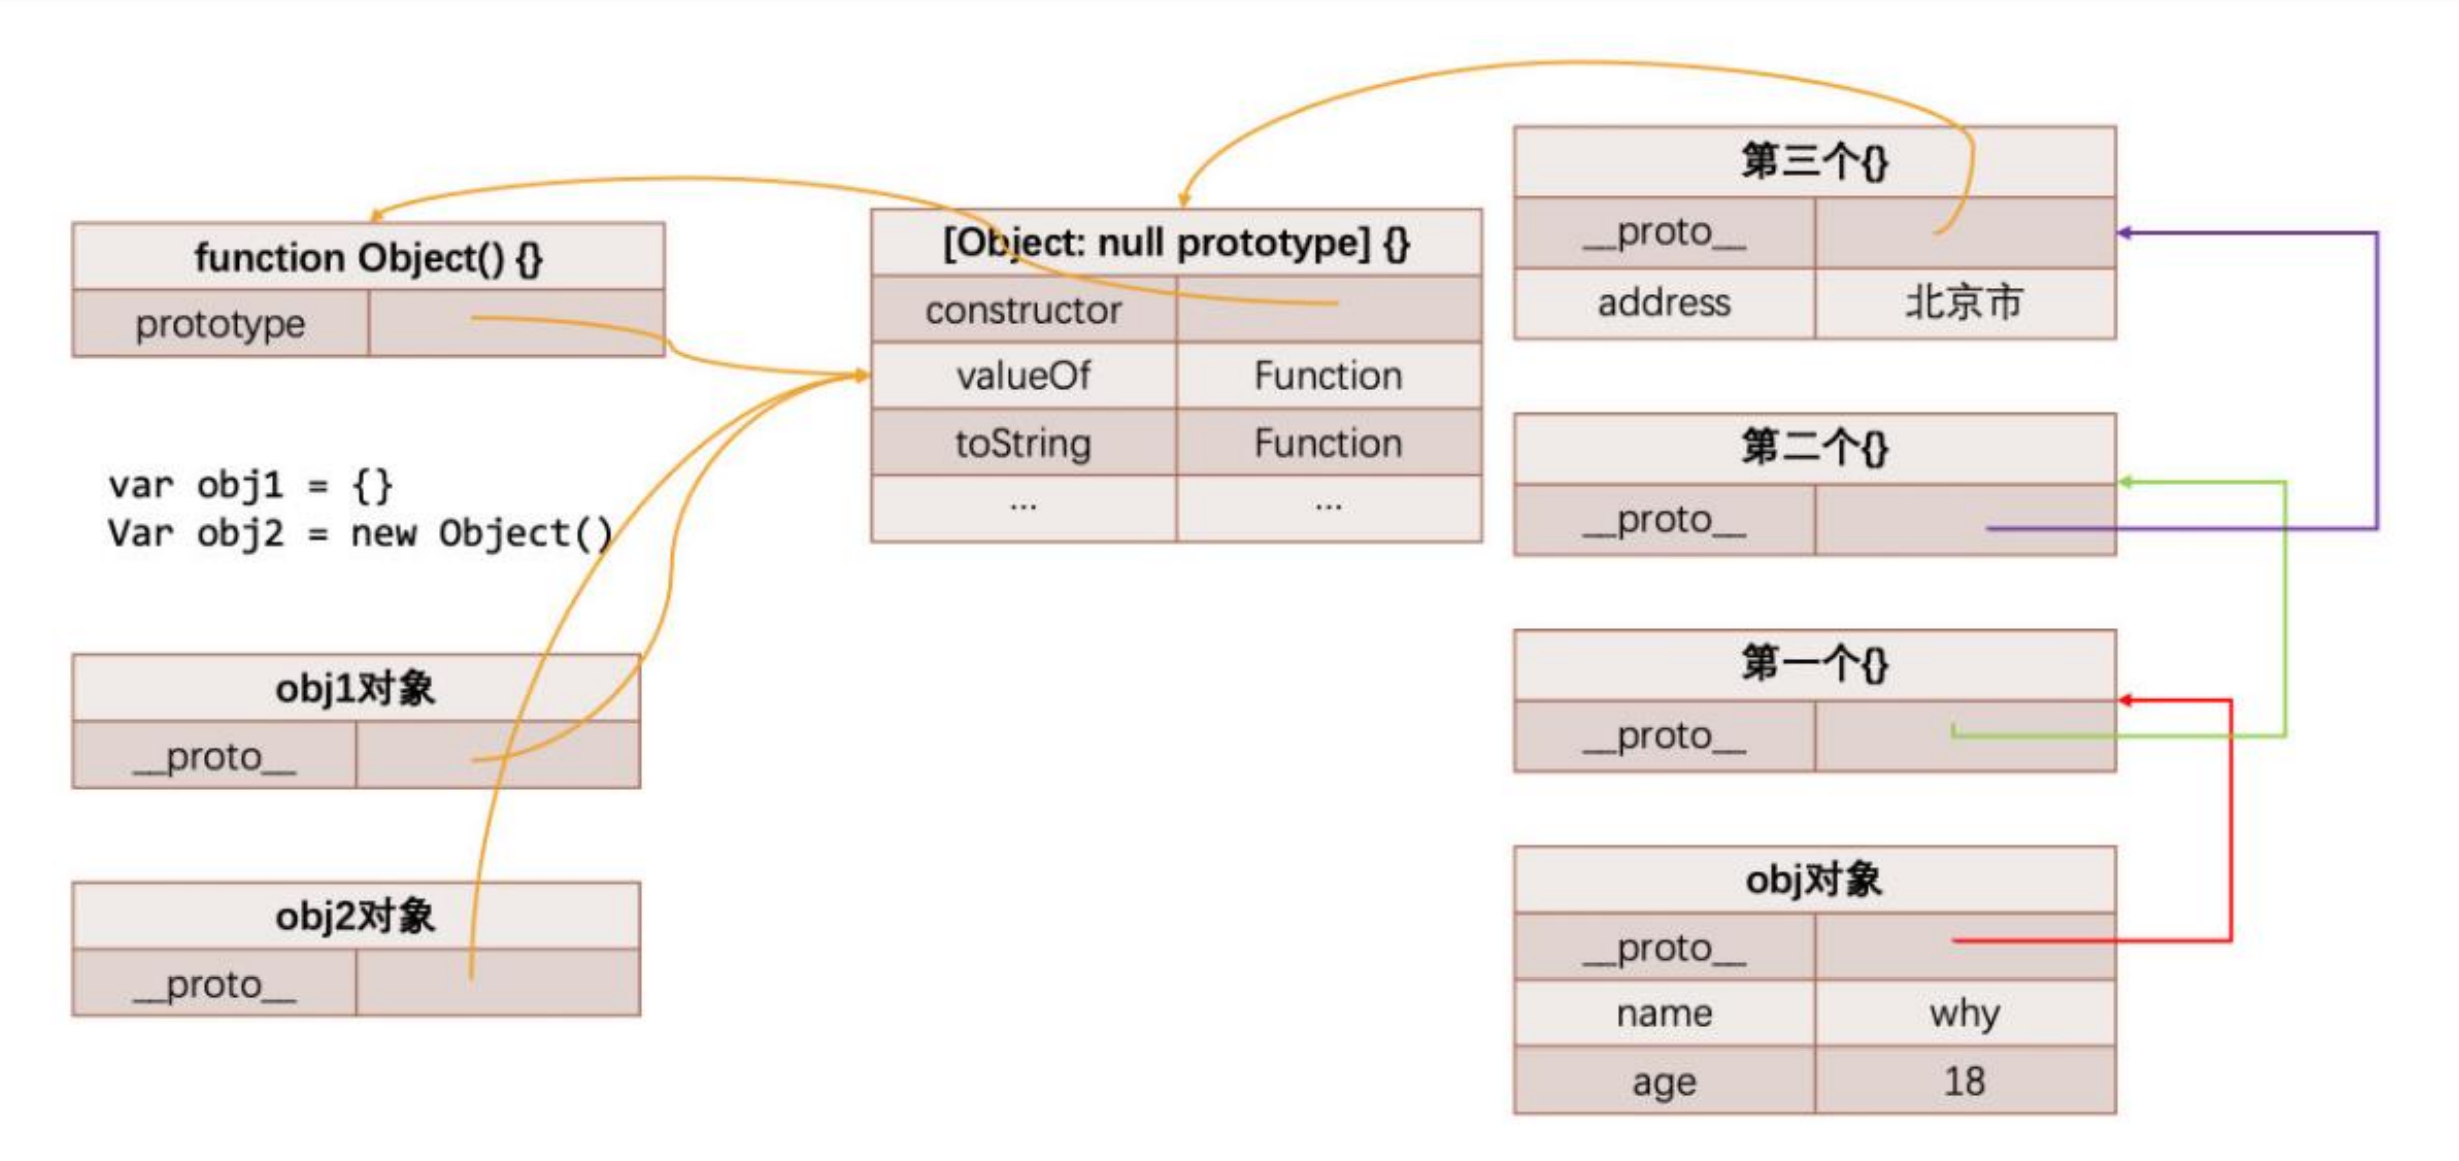 function Object() {}
prototype
var obj1 = {}
Var obj2 = new Object()
obj1对象
__proto__
obj2对象
__proto__
[Object: null prototype] {}
constructor
valueOf Function
toString Function
... ...
第三个{}
__proto__
address 北京市
第二个{}
__proto__
第一个{}
__proto__
obj对象
__proto__
name why
age 18